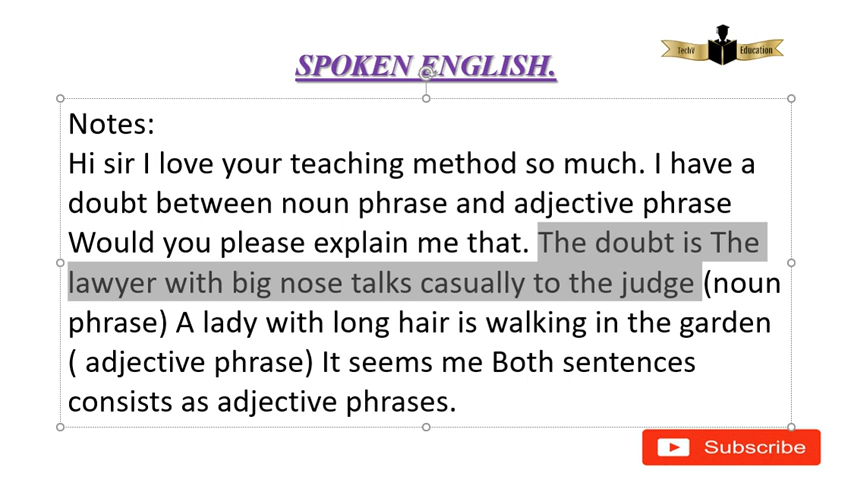 SPOKEN ENGLISH.
TechV Education
Notes:
Hi sir I love your teaching method so much. I have a
doubt between noun phrase and adjective phrase
Would you please explain me that. The doubt is The
lawyer with big nose talks casually to the judge (noun
phrase) A lady with long hair is walking in the garden
( adjective phrase) It seems me Both sentences
consists as adjective phrases.
Subscribe